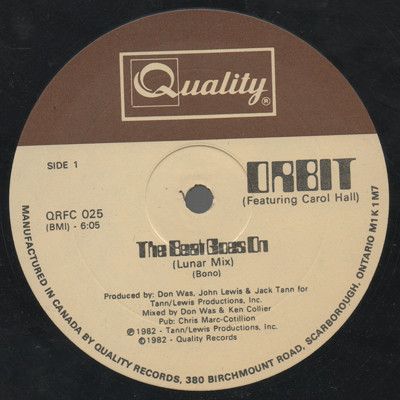 Quality®
SIDE 1
ORBIT
(Featuring Carol Hall)
QRFC 025
(BMI) - 6:05
The Beat Goes On
(Lunar Mix)
(Bono)
Produced by: Don Was, John Lewis & Jack Tann for
Tann/Lewis Productions, Inc.
Mixed by Don Was & Ken Collier
Pub: Chris Marc-Cotillion
℗1982 - Tann/Lewis Productions, Inc.
©1982 - Quality Records
MANUFACTURED IN CANADA BY QUALITY RECORDS, 380 BIRCHMOUNT ROAD, SCARBOROUGH, ONTARIO M1K 1M7